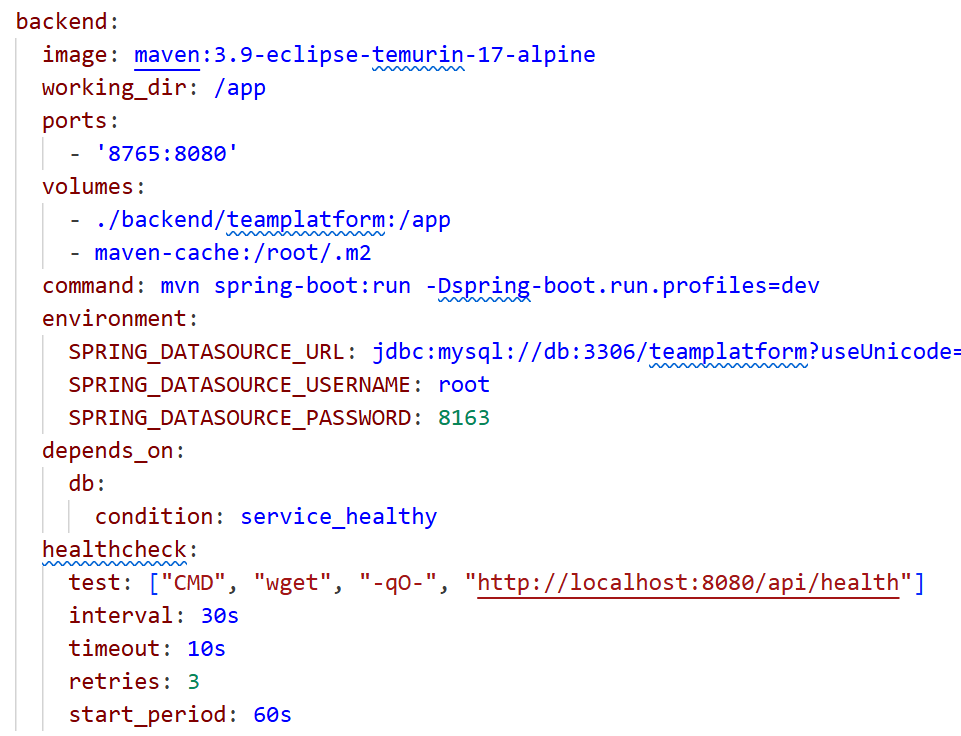 backend:
  image: maven:3.9-eclipse-temurin-17-alpine
  working_dir: /app
  ports:
    - '8765:8080'
  volumes:
    - ./backend/teamplatform:/app
    - maven-cache:/root/.m2
  command: mvn spring-boot:run -Dspring-boot.run.profiles=dev
  environment:
    SPRING_DATASOURCE_URL: jdbc:mysql://db:3306/teamplatform?useUnicode=
    SPRING_DATASOURCE_USERNAME: root
    SPRING_DATASOURCE_PASSWORD: 8163
  depends_on:
    db:
      condition: service_healthy
  healthcheck:
    test: ["CMD", "wget", "-qO-", "http://localhost:8080/api/health"]
    interval: 30s
    timeout: 10s
    retries: 3
    start_period: 60s